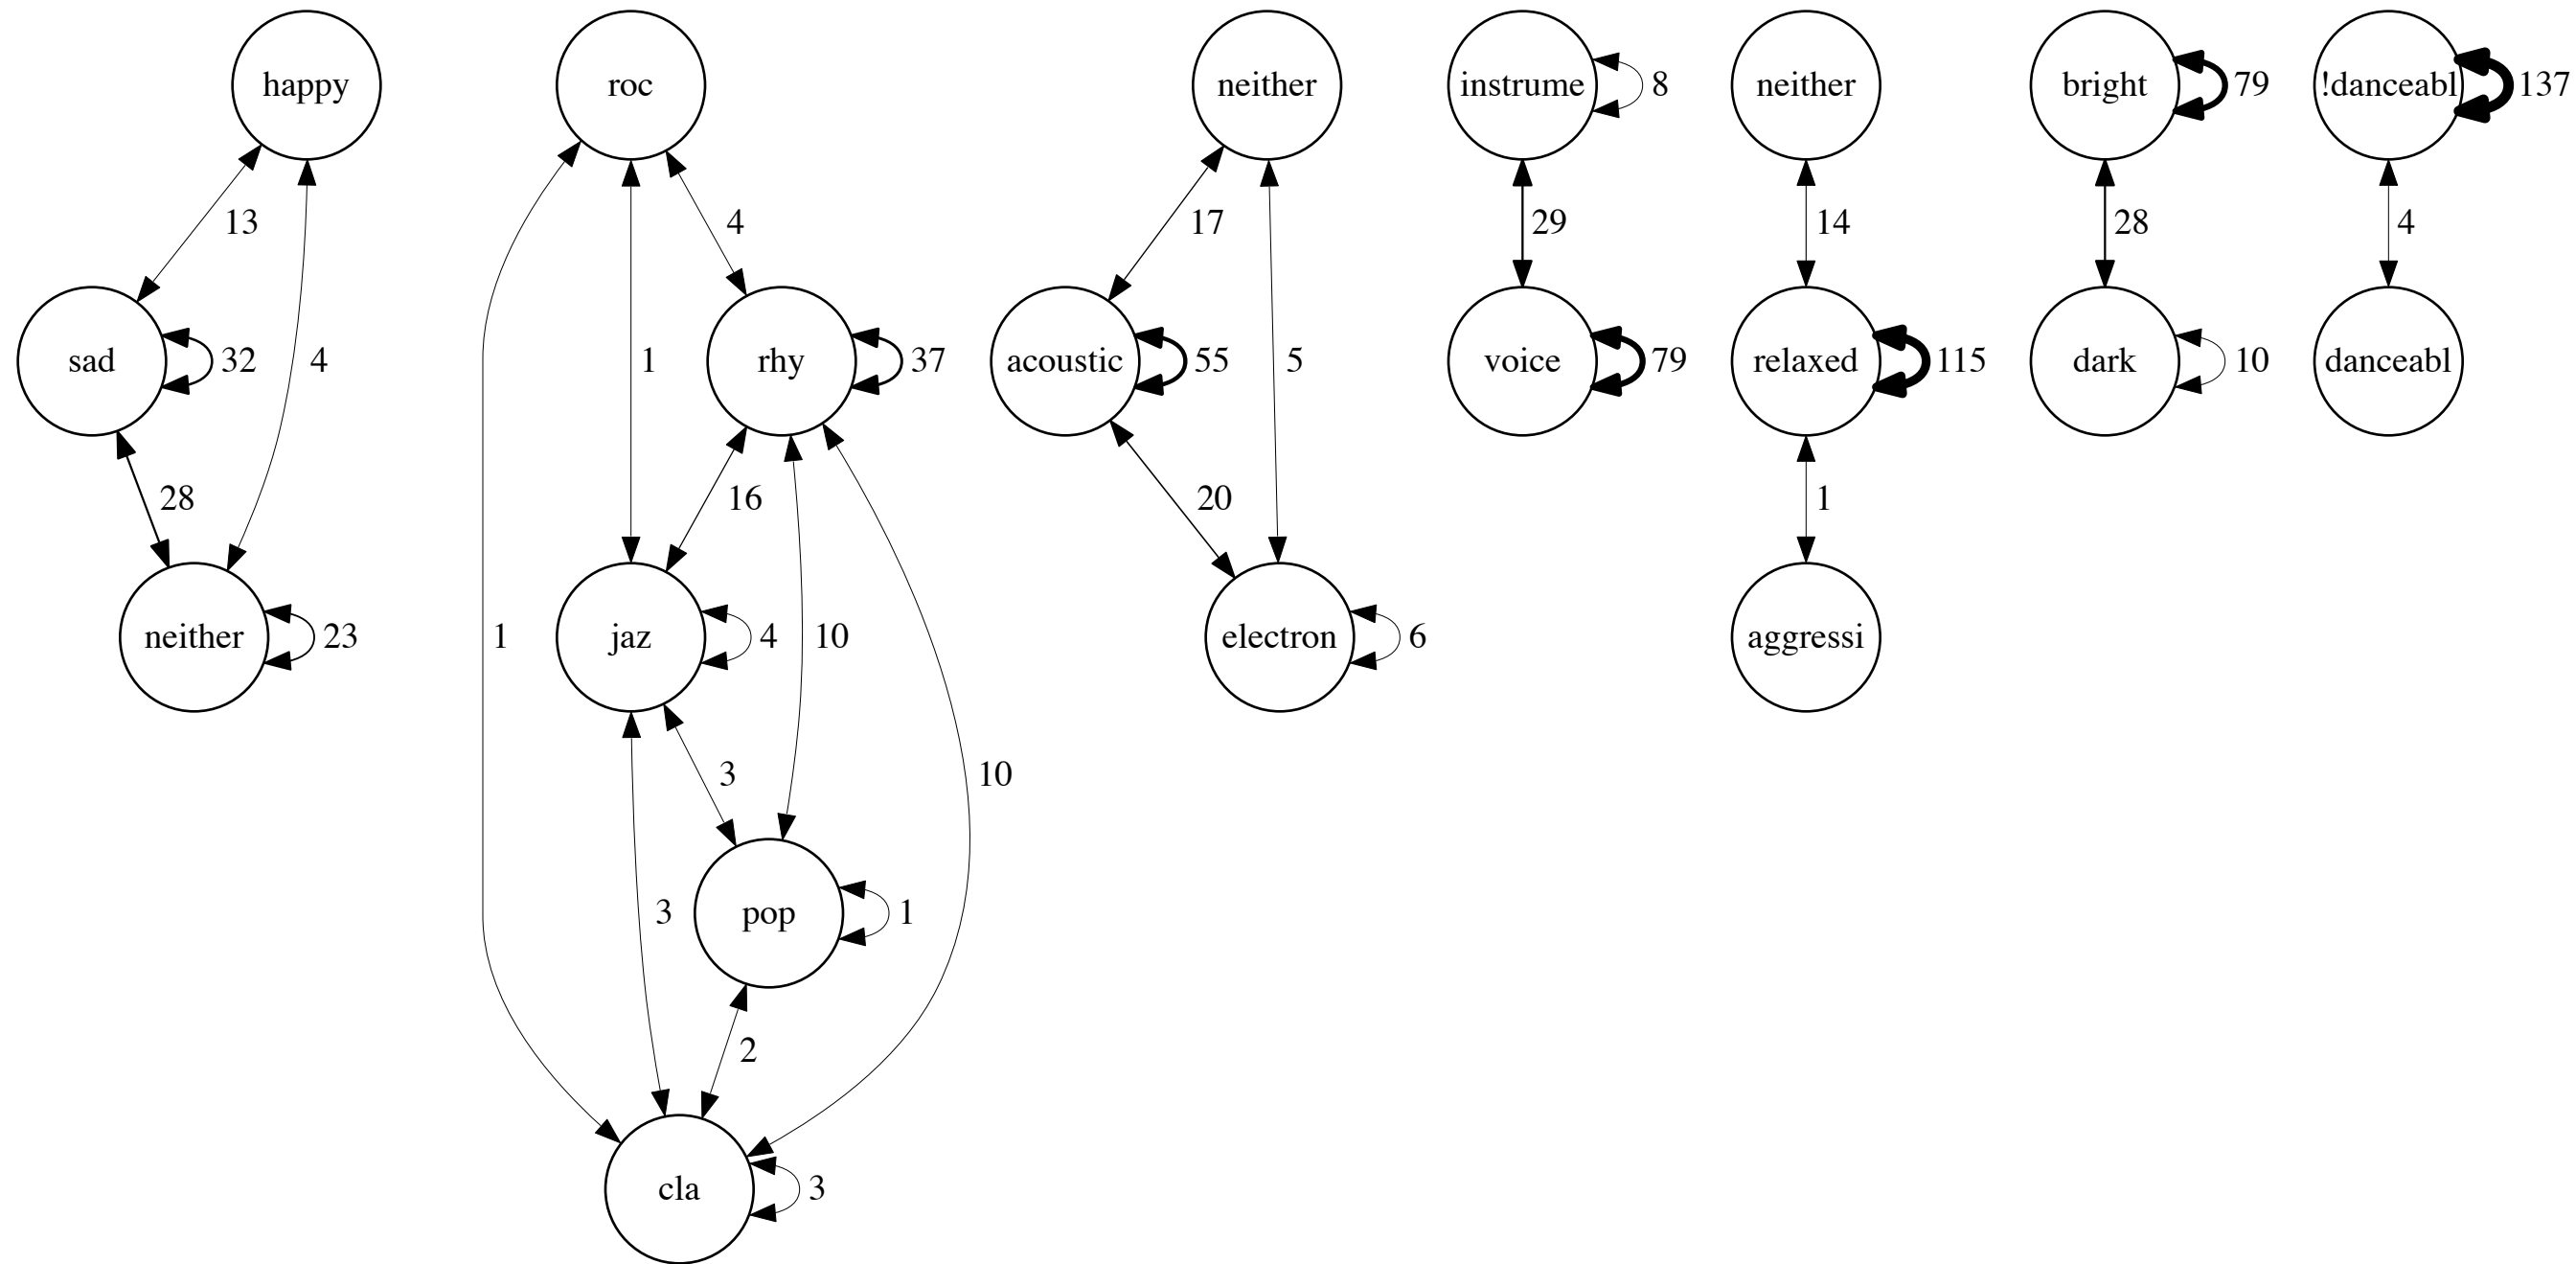 happy
roc
neither
instrume
8
neither
bright
79
!danceabl
137
13
4
17
29
14
28
4
sad
32
4
1
rhy
37
acoustic
55
5
voice
79
relaxed
115
dark
10
danceabl
28
16
20
1
neither
23
1
jaz
4
10
electron
6
aggressi
3
10
3
pop
1
2
cla
3